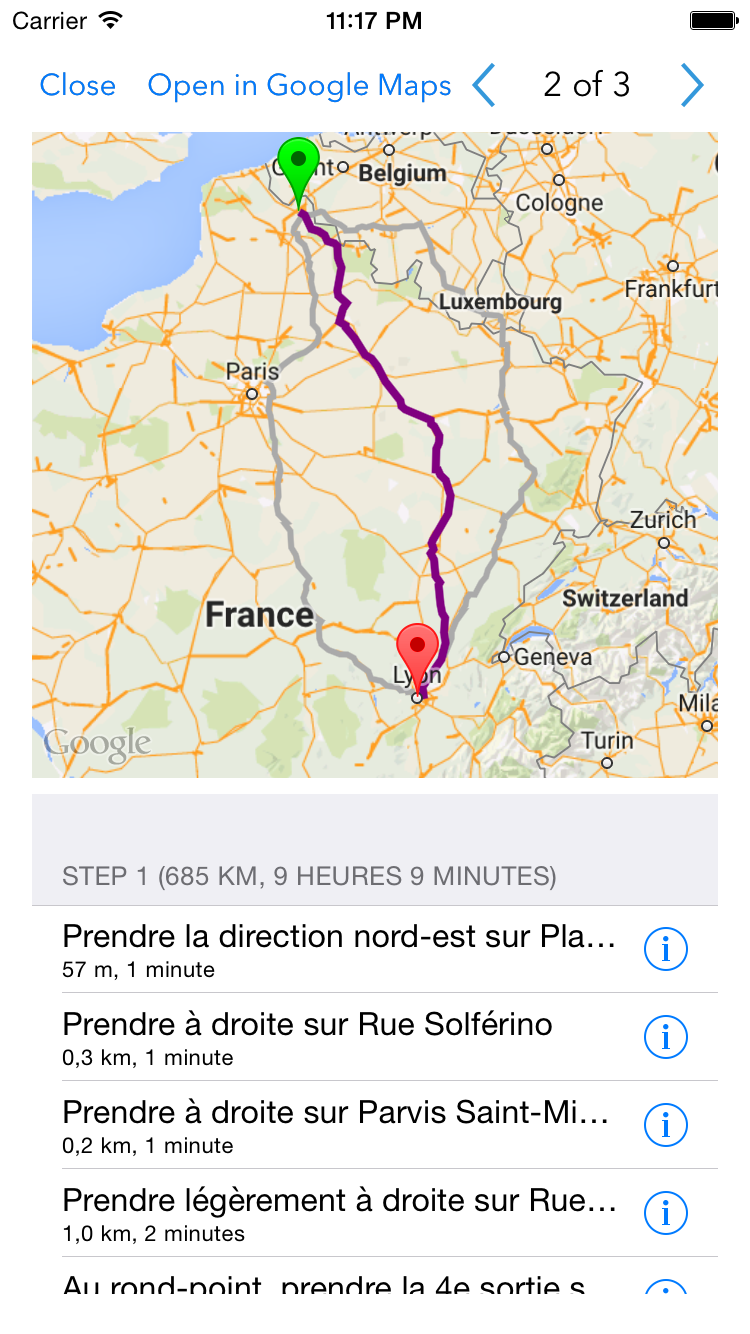 Carrier 11:17 PM
Close Open in Google Maps 2 of 3
Belgium
Cologne
Luxembourg
Frankfurt
Paris
Zurich
Switzerland
France
Geneva
Lyon
Mila
Google
Turin
STEP 1 (685 KM, 9 HEURES 9 MINUTES)
Prendre la direction nord-est sur Pla…
57 m, 1 minute
Prendre à droite sur Rue Solférino
0,3 km, 1 minute
Prendre à droite sur Parvis Saint-Mi…
0,2 km, 1 minute
Prendre légèrement à droite sur Rue…
1,0 km, 2 minutes
Au rond-point, prendre la 4e sortie s